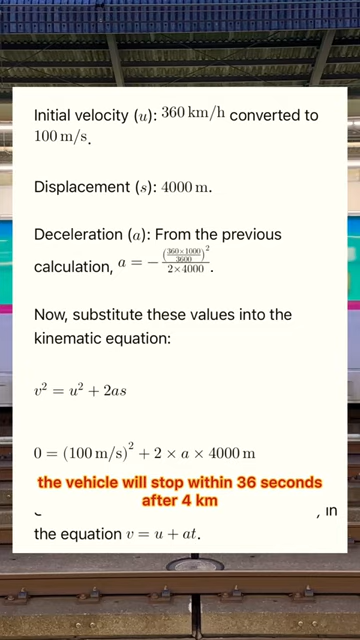 Initial velocity (u): 360 km/h converted to
100 m/s.
Displacement (s): 4000 m.
Deceleration (a): From the previous
calculation, a = −((360×1000)/3600)²/(2×4000).
Now, substitute these values into the
kinematic equation:
v² = u² + 2as
0 = (100 m/s)² + 2 × a × 4000 m
the vehicle will stop within 36 seconds
after 4 km
, in
the equation v = u + at.